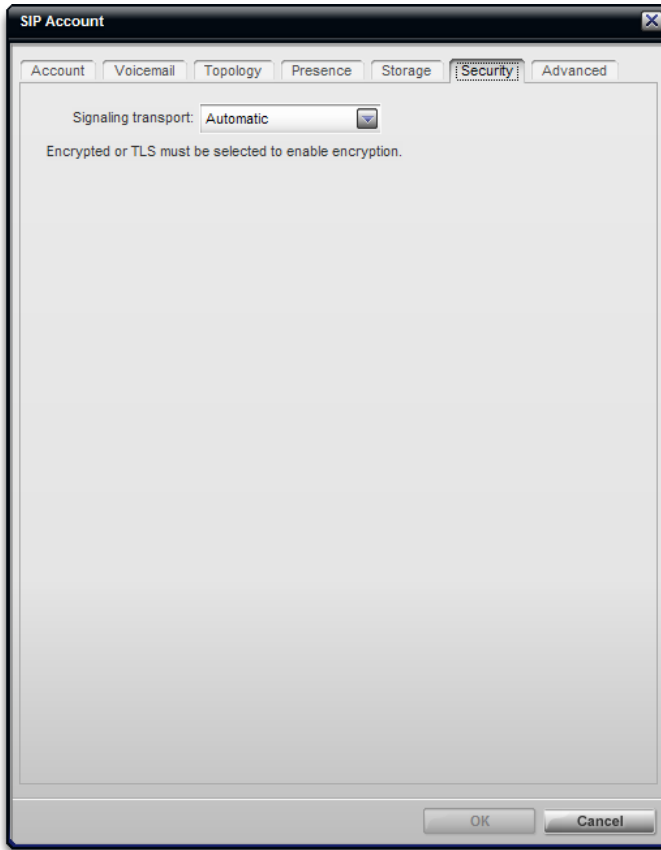 SIP Account
Account Voicemail Topology Presence Storage Security Advanced
Signaling transport: Automatic
Encrypted or TLS must be selected to enable encryption.
OK Cancel